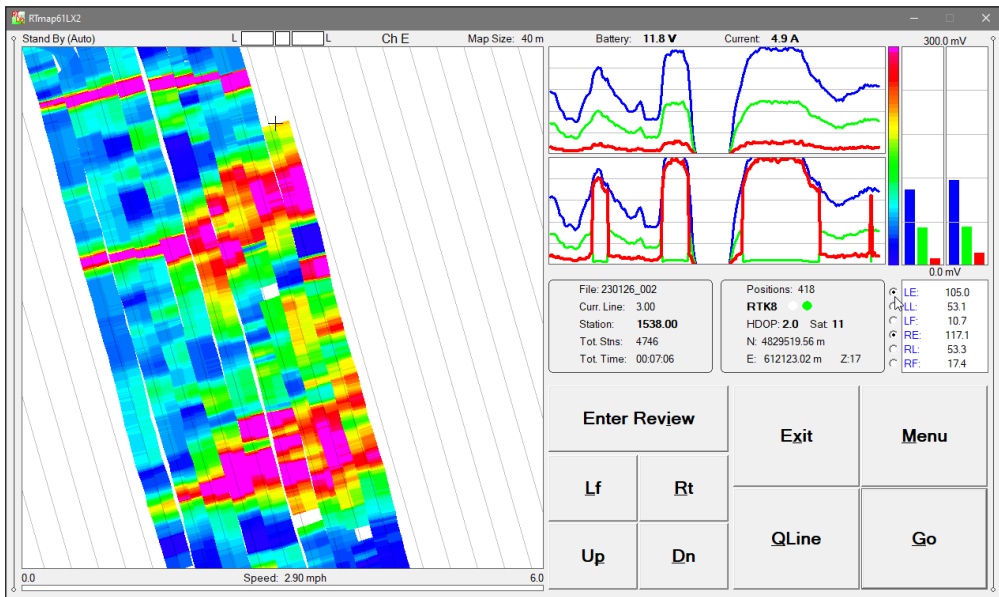 RTmap61LX2
Stand By (Auto)
L
L
Ch E
Map Size: 40 m
Battery: 11.8 V
Current: 4.9 A
300.0 mV
0.0 mV
File: 230126_002
Curr. Line: 3.00
Station: 1538.00
Tot. Stns: 4746
Tot. Time: 00:07:06
Positions: 418
RTK8
HDOP: 2.0 Sat: 11
N: 4829519.56 m
E: 612123.02 m Z:17
LE: 105.0
LL: 53.1
LF: 10.7
RE: 117.1
RL: 53.3
RF: 17.4
Enter Review
Exit
Menu
Lf
Rt
Up
Dn
QLine
Go
0.0
Speed: 2.90 mph
6.0